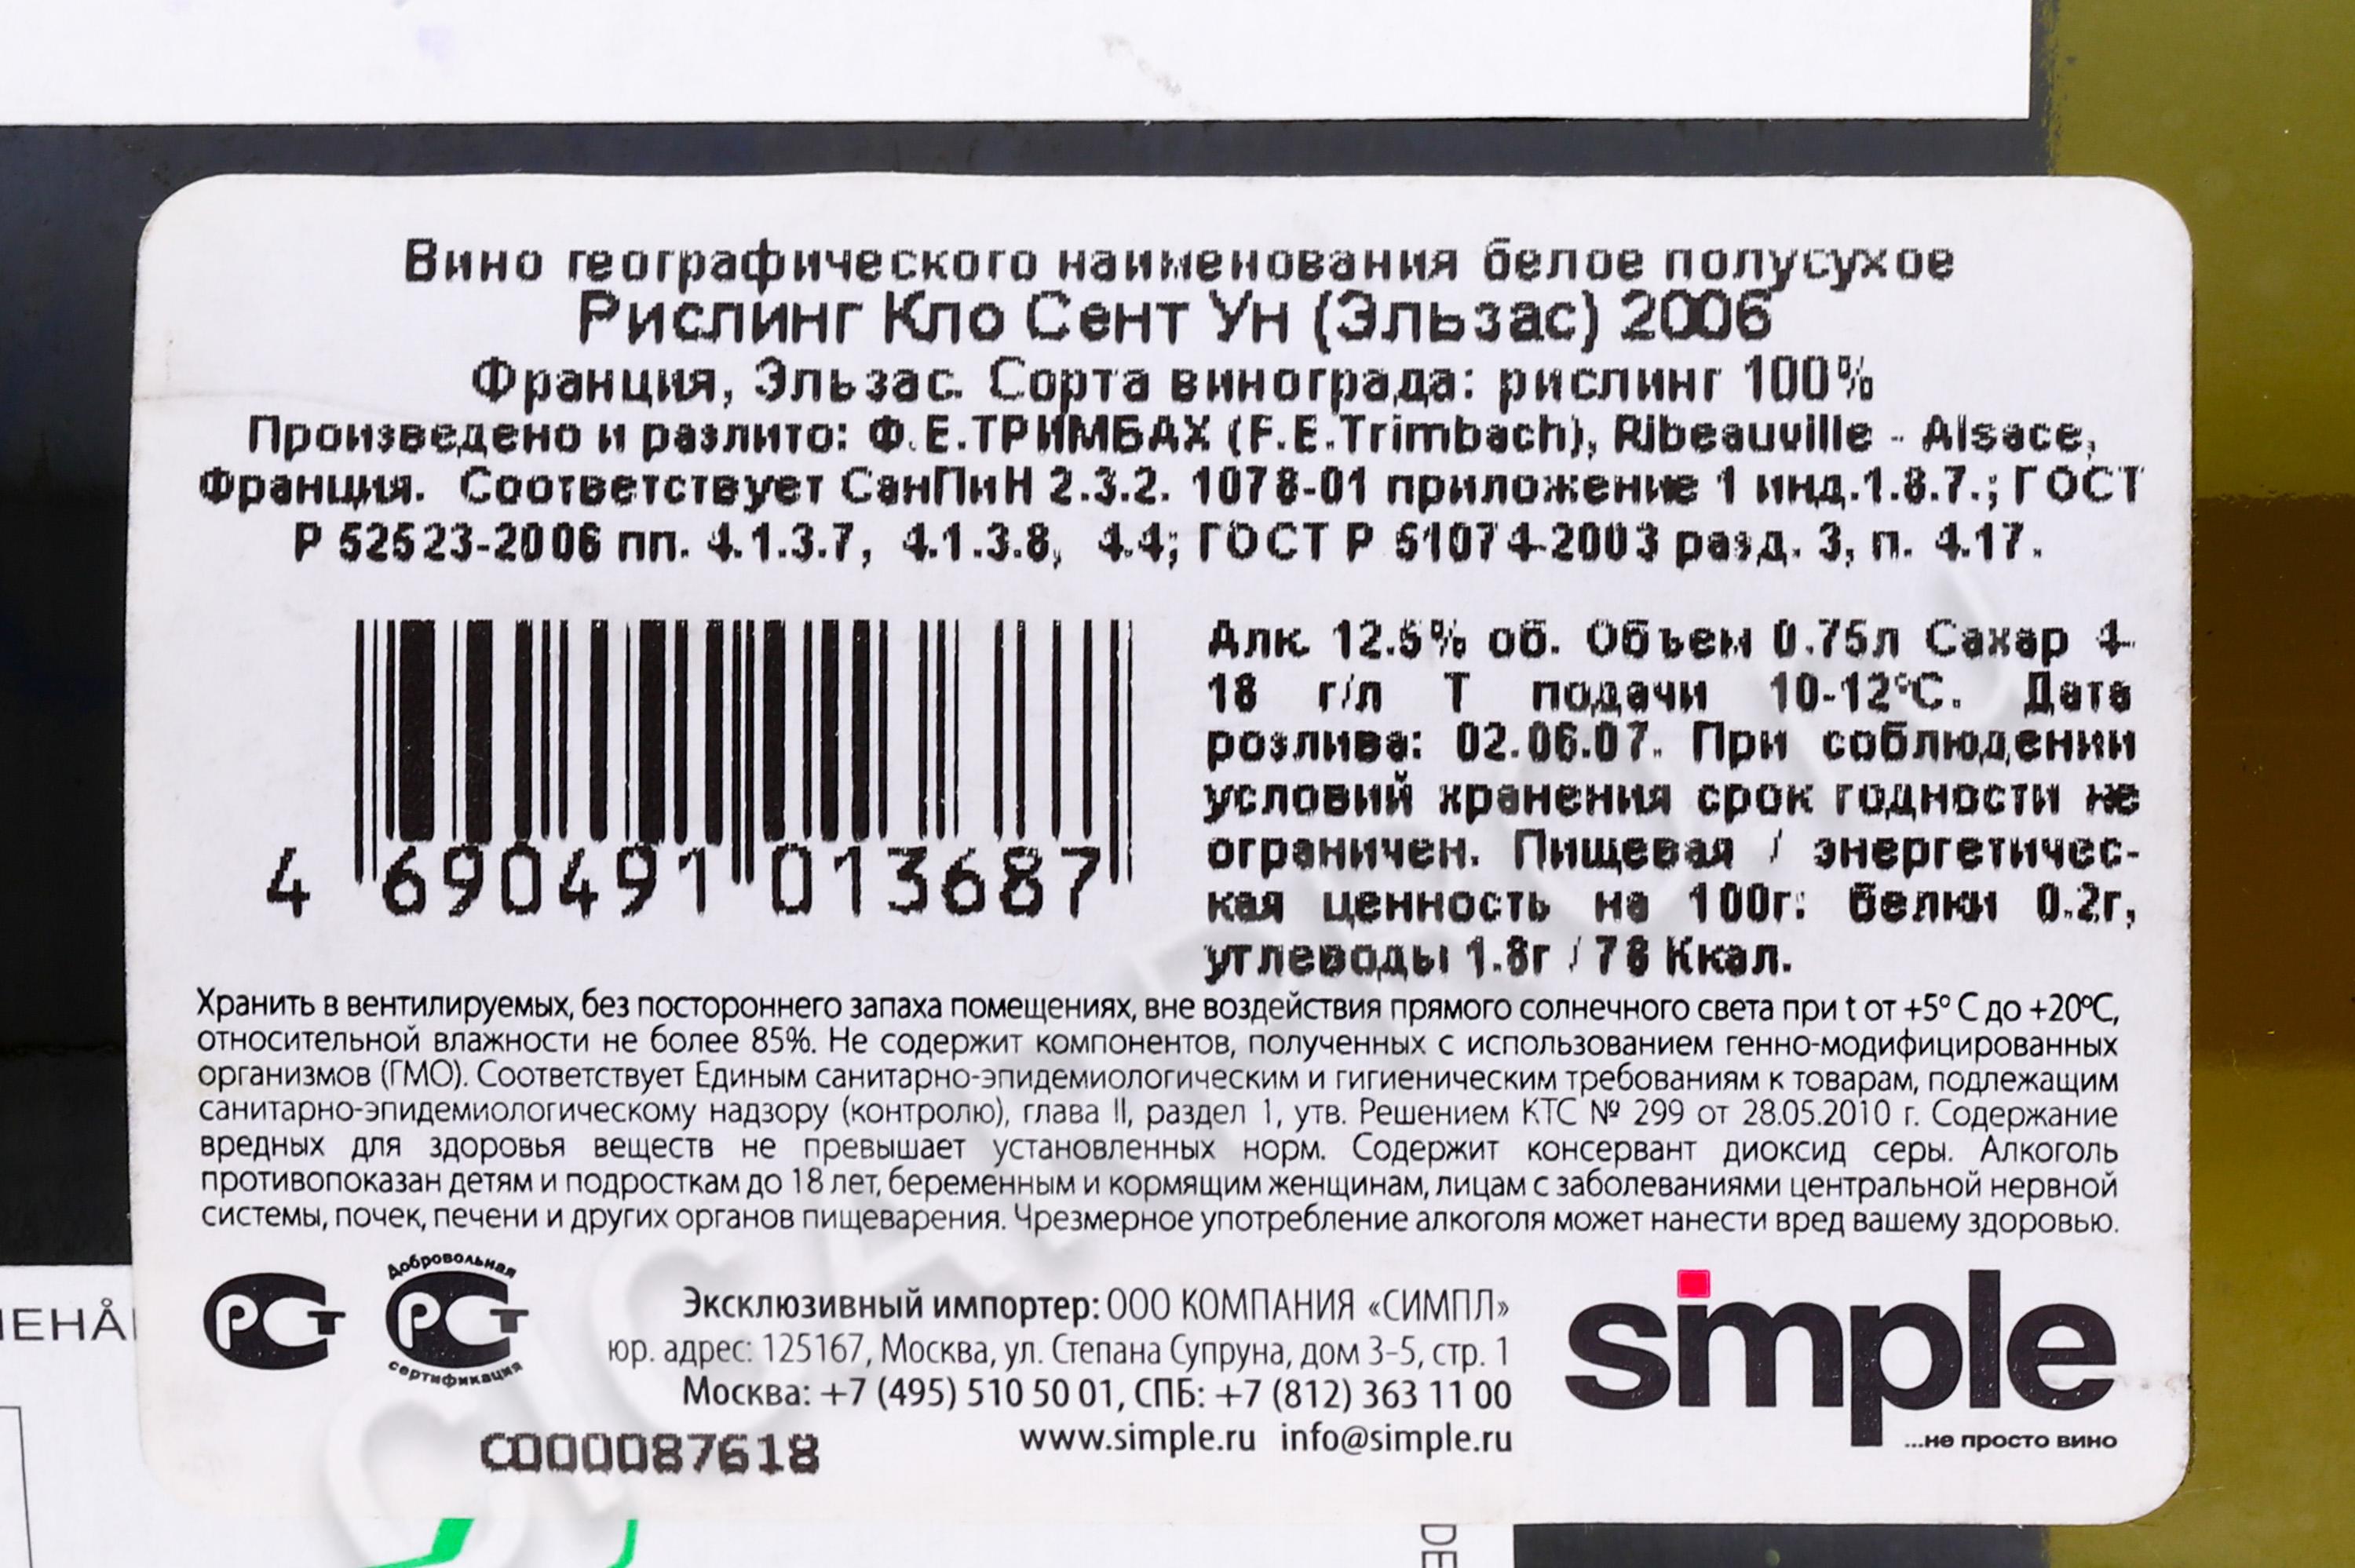 Вино географического наименования белое полусухое
Рислинг Кло Сент Ун (Эльзас) 2006
Франция, Эльзас. Сорта винограда: рислинг 100%
Произведено и разлито: Ф.Е.ТРИМБАХ (F.E.Trimbach), Ribeauville - Alsace,
Франция. Соответствует СанПиН 2.3.2. 1078-01 приложение 1 инд.1.8.7.; ГОСТ
Р 52523-2006 пп. 4.1.3.7, 4.1.3.8, 4.4; ГОСТ Р 51074-2003 разд. 3, п. 4.17.
4 690491 013687
Алк. 12.5% об. Объем 0.75л Сахар 4-
18 г/л Т подачи 10-12°С. Дата
розлива: 02.06.07. При соблюдении
условий хранения срок годности не
ограничен. Пищевая / энергетичес-
кая ценность на 100г: белки 0.2г,
углеводы 1.8г / 78 Ккал.
Хранить в вентилируемых, без постороннего запаха помещениях, вне воздействия прямого солнечного света при t от +5° С до +20°С,
относительной влажности не более 85%. Не содержит компонентов, полученных с использованием генно-модифицированных
организмов (ГМО). Соответствует Единым санитарно-эпидемиологическим и гигиеническим требованиям к товарам, подлежащим
санитарно-эпидемиологическому надзору (контролю), глава II, раздел 1, утв. Решением КТС № 299 от 28.05.2010 г. Содержание
вредных для здоровья веществ не превышает установленных норм. Содержит консервант диоксид серы. Алкоголь
противопоказан детям и подросткам до 18 лет, беременным и кормящим женщинам, лицам с заболеваниями центральной нервной
системы, почек, печени и других органов пищеварения. Чрезмерное употребление алкоголя может нанести вред вашему здоровью.
РСТ
Добровольная
РСТ
сертификация
Эксклюзивный импортер: ООО КОМПАНИЯ «СИМПЛ»
юр. адрес: 125167, Москва, ул. Степана Супруна, дом 3-5, стр. 1
Москва: +7 (495) 510 50 01, СПБ: +7 (812) 363 11 00
www.simple.ru info@simple.ru
C000087618
simple
...не просто вино
DE